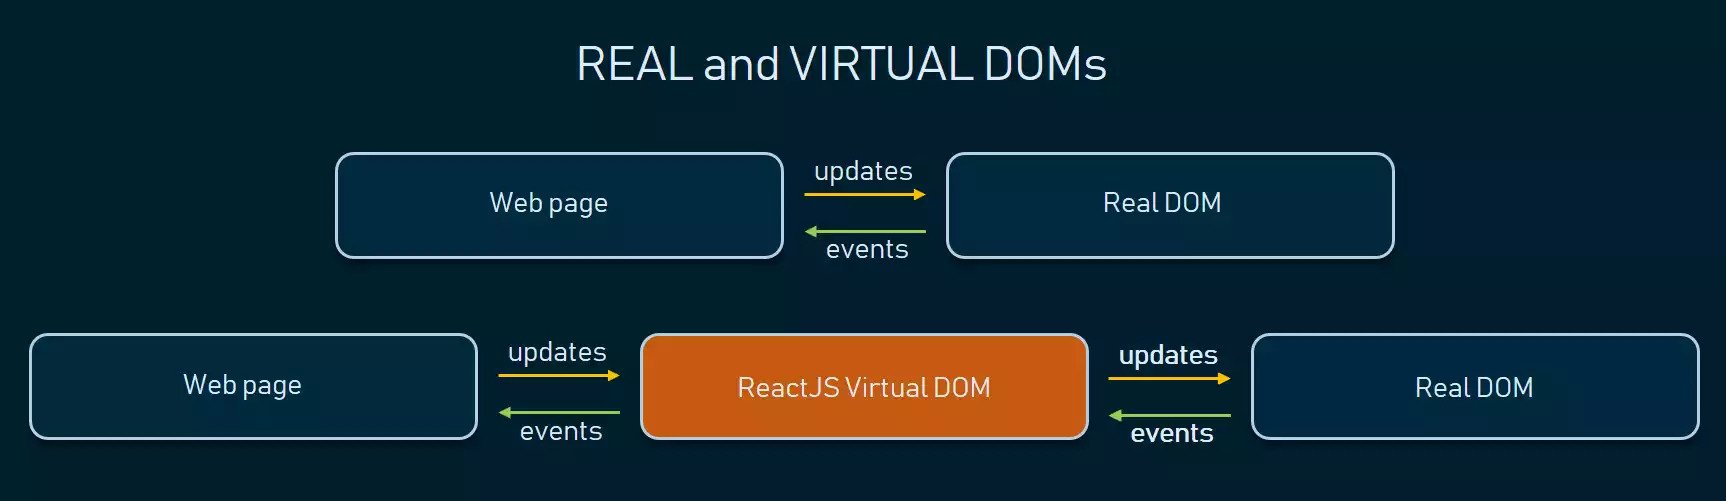 REAL and VIRTUAL DOMs
updates
Web page
Real DOM
events
updates
updates
Web page
ReactJS Virtual DOM
Real DOM
events
events